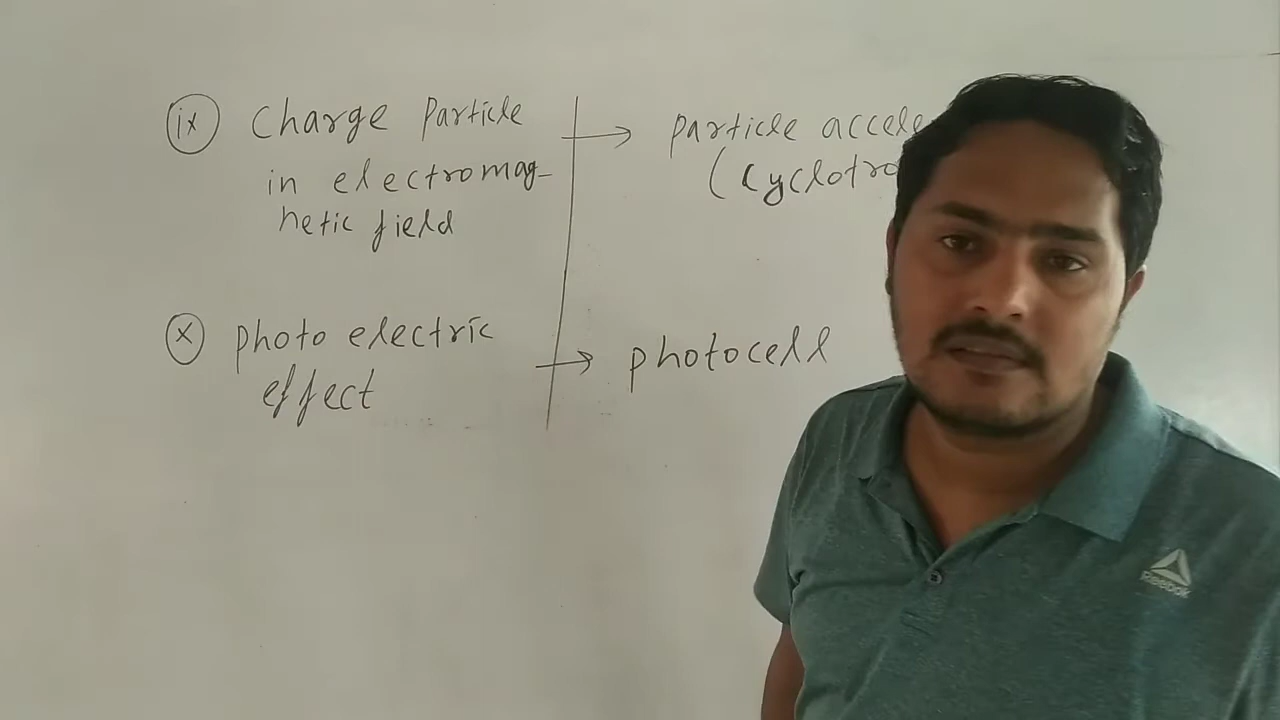 ix Charge Particle → particle accele
in electromag-
(cyclotro
netic field
x photo electric → photocell
effect
Reebok